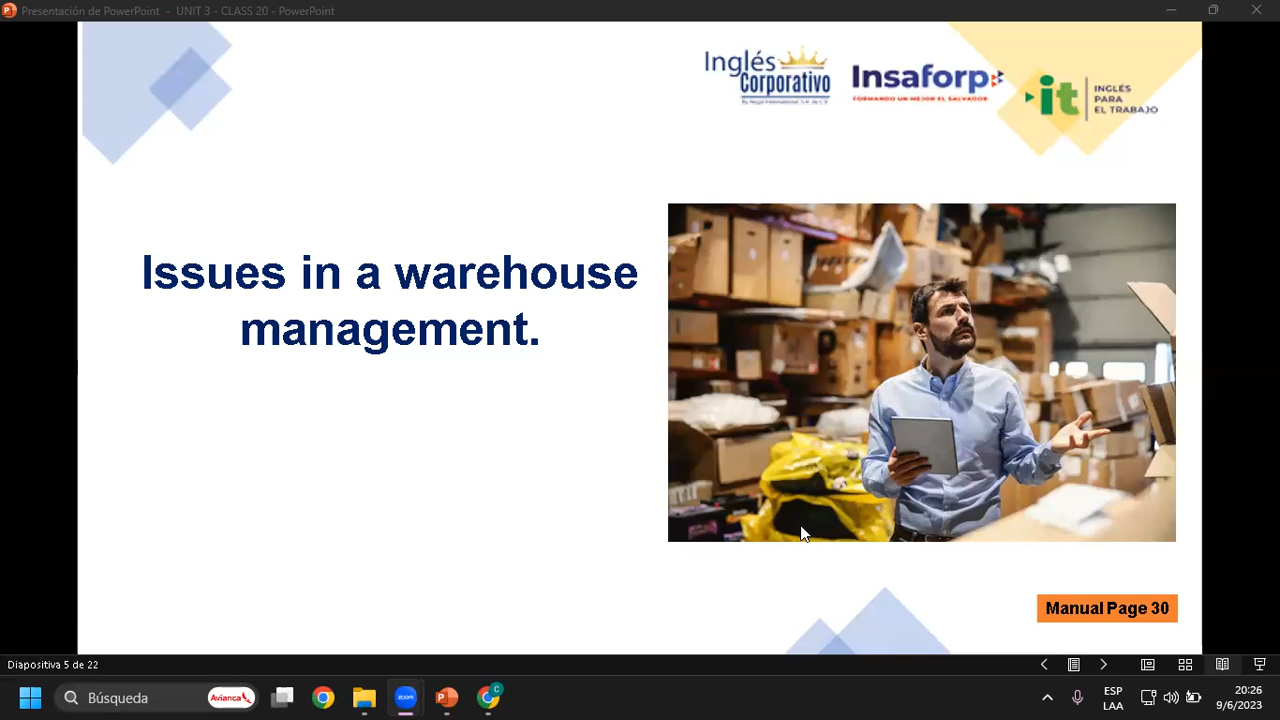 Presentación de PowerPoint - UNIT 3 - CLASS 20 - PowerPoint
Inglés
Corporativo
Insaforp
FORMANDO UN MEJOR EL SALVADOR
it
INGLÉS
PARA
EL TRABAJO
Issues in a warehouse
management.
Manual Page 30
Diapositiva 5 de 22
Búsqueda
Avianca
zoom
C
ESP
LAA
20:26
9/6/2023